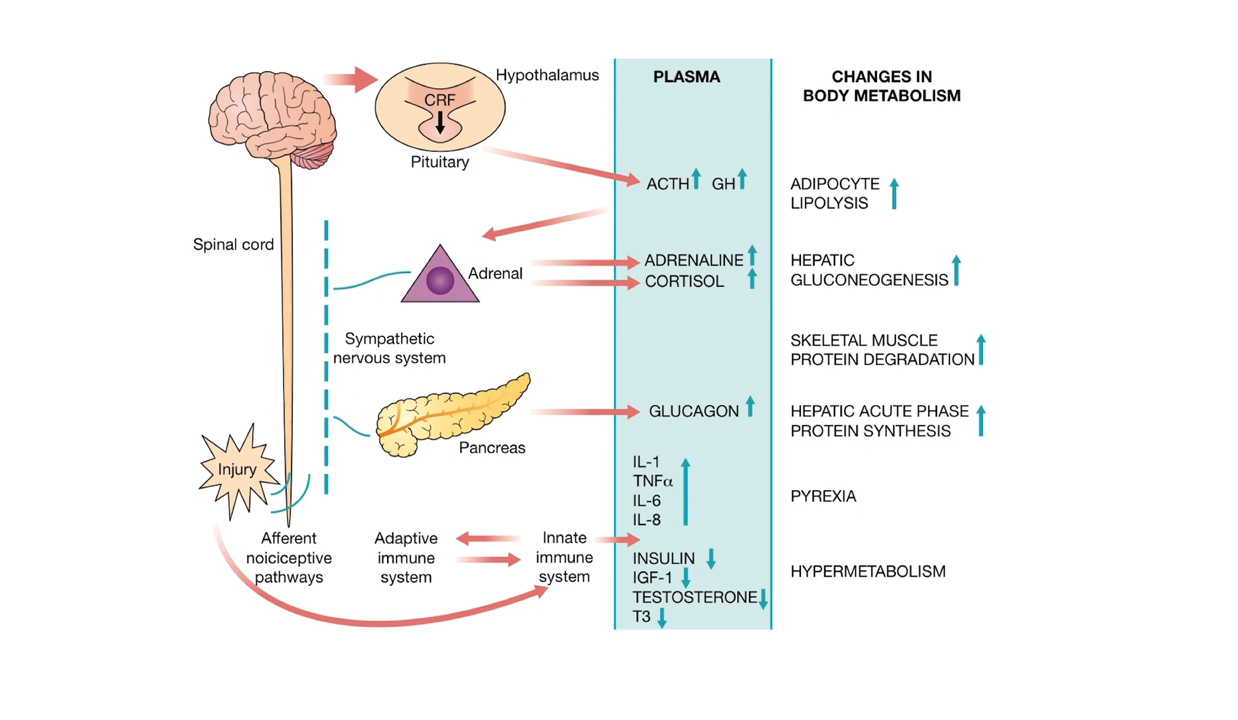 Hypothalamus
CRF
Pituitary
Spinal cord
Adrenal
Sympathetic
nervous system
Pancreas
Injury
Afferent
noiciceptive
pathways
Adaptive
immune
system
Innate
immune
system
PLASMA
ACTH GH
ADRENALINE
CORTISOL
GLUCAGON
IL-1
TNFα
IL-6
IL-8
INSULIN
IGF-1
TESTOSTERONE
T3
CHANGES IN
BODY METABOLISM
ADIPOCYTE
LIPOLYSIS
HEPATIC
GLUCONEOGENESIS
SKELETAL MUSCLE
PROTEIN DEGRADATION
HEPATIC ACUTE PHASE
PROTEIN SYNTHESIS
PYREXIA
HYPERMETABOLISM